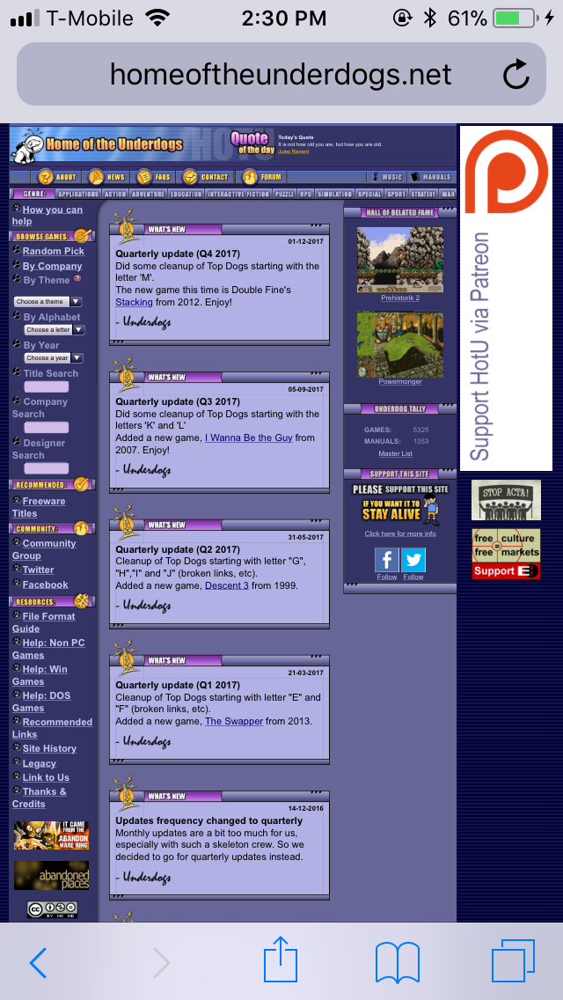 T-Mobile
2:30 PM
61%
homeoftheunderdogs.net
Home of the Underdogs
Quote
of the day
Today's Quote
It is not how old you are, but how you are old.
Jules Renard
ABOUT
NEWS
FAQS
CONTACT
FORUM
MUSIC
MANUALS
GENRE: APPLICATIONS ACTION ADVENTURE EDUCATION INTERACTIVE FICTION PUZZLE RPG SIMULATION SPECIAL SPORT STRATEGY WAR
How you can
help
BROWSE GAMES:
Random Pick
By Company
By Theme ?
Choose a theme
By Alphabet
Choose a letter
By Year
Choose a year
Title Search
Company
Search
Designer
Search
RECOMMENDED:
Freeware
Titles
COMMUNITY:
Community
Group
Twitter
Facebook
RESOURCES:
File Format
Guide
Help: Non PC
Games
Help: Win
Games
Help: DOS
Games
Recommended
Links
Site History
Legacy
Link to Us
Thanks &
Credits
IT CAME
FROM THE
ABANDON
WARE RING
abandoned
places
BY NC ND
WHAT'S NEW
01-12-2017
Quarterly update (Q4 2017)
Did some cleanup of Top Dogs starting with the
letter 'M'.
The new game this time is Double Fine's
Stacking from 2012. Enjoy!
- Underdogs
WHAT'S NEW
05-09-2017
Quarterly update (Q3 2017)
Did some cleanup of Top Dogs starting with the
letters 'K' and 'L'
Added a new game, I Wanna Be the Guy from
2007. Enjoy!
- Underdogs
WHAT'S NEW
31-05-2017
Quarterly update (Q2 2017)
Cleanup of Top Dogs starting with letter "G",
"H","I" and "J" (broken links, etc).
Added a new game, Descent 3 from 1999.
- Underdogs
WHAT'S NEW
21-03-2017
Quarterly update (Q1 2017)
Cleanup of Top Dogs starting with letter "E" and
"F" (broken links, etc).
Added a new game, The Swapper from 2013.
- Underdogs
WHAT'S NEW
14-12-2016
Updates frequency changed to quarterly
Monthly updates are a bit too much for us,
especially with such a skeleton crew. So we
decided to go for quarterly updates instead.
- Underdogs
HALL OF BELATED FAME
Prehistorik 2
Powermonger
UNDERDOG TALLY
GAMES: 5325
MANUALS: 1353
Master List
SUPPORT THIS SITE
PLEASE SUPPORT THIS SITE
IF YOU WANT IT TO
STAY ALIVE
Click here for more info
Follow Follow
Support HotU via Patreon
STOP ACTA!
free culture
=
free markets
Support